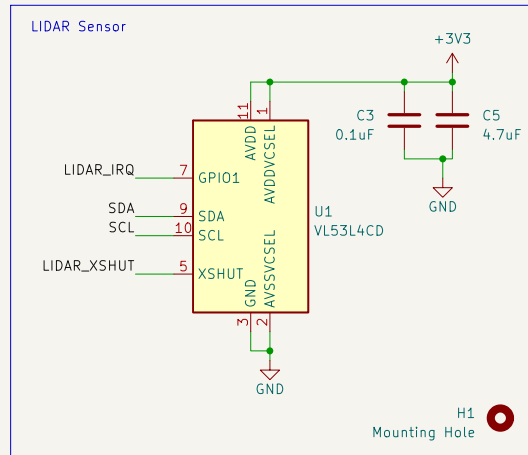 LIDAR Sensor
+3V3
11
1
AVDD
AVDDVCSEL
C3
0.1uF
C5
4.7uF
LIDAR_IRQ
7
GPIO1
GND
SDA
9
SDA
SCL
10
SCL
U1
VL53L4CD
LIDAR_XSHUT
5
XSHUT
GND
AVSSVCSEL
3
2
GND
H1
Mounting Hole